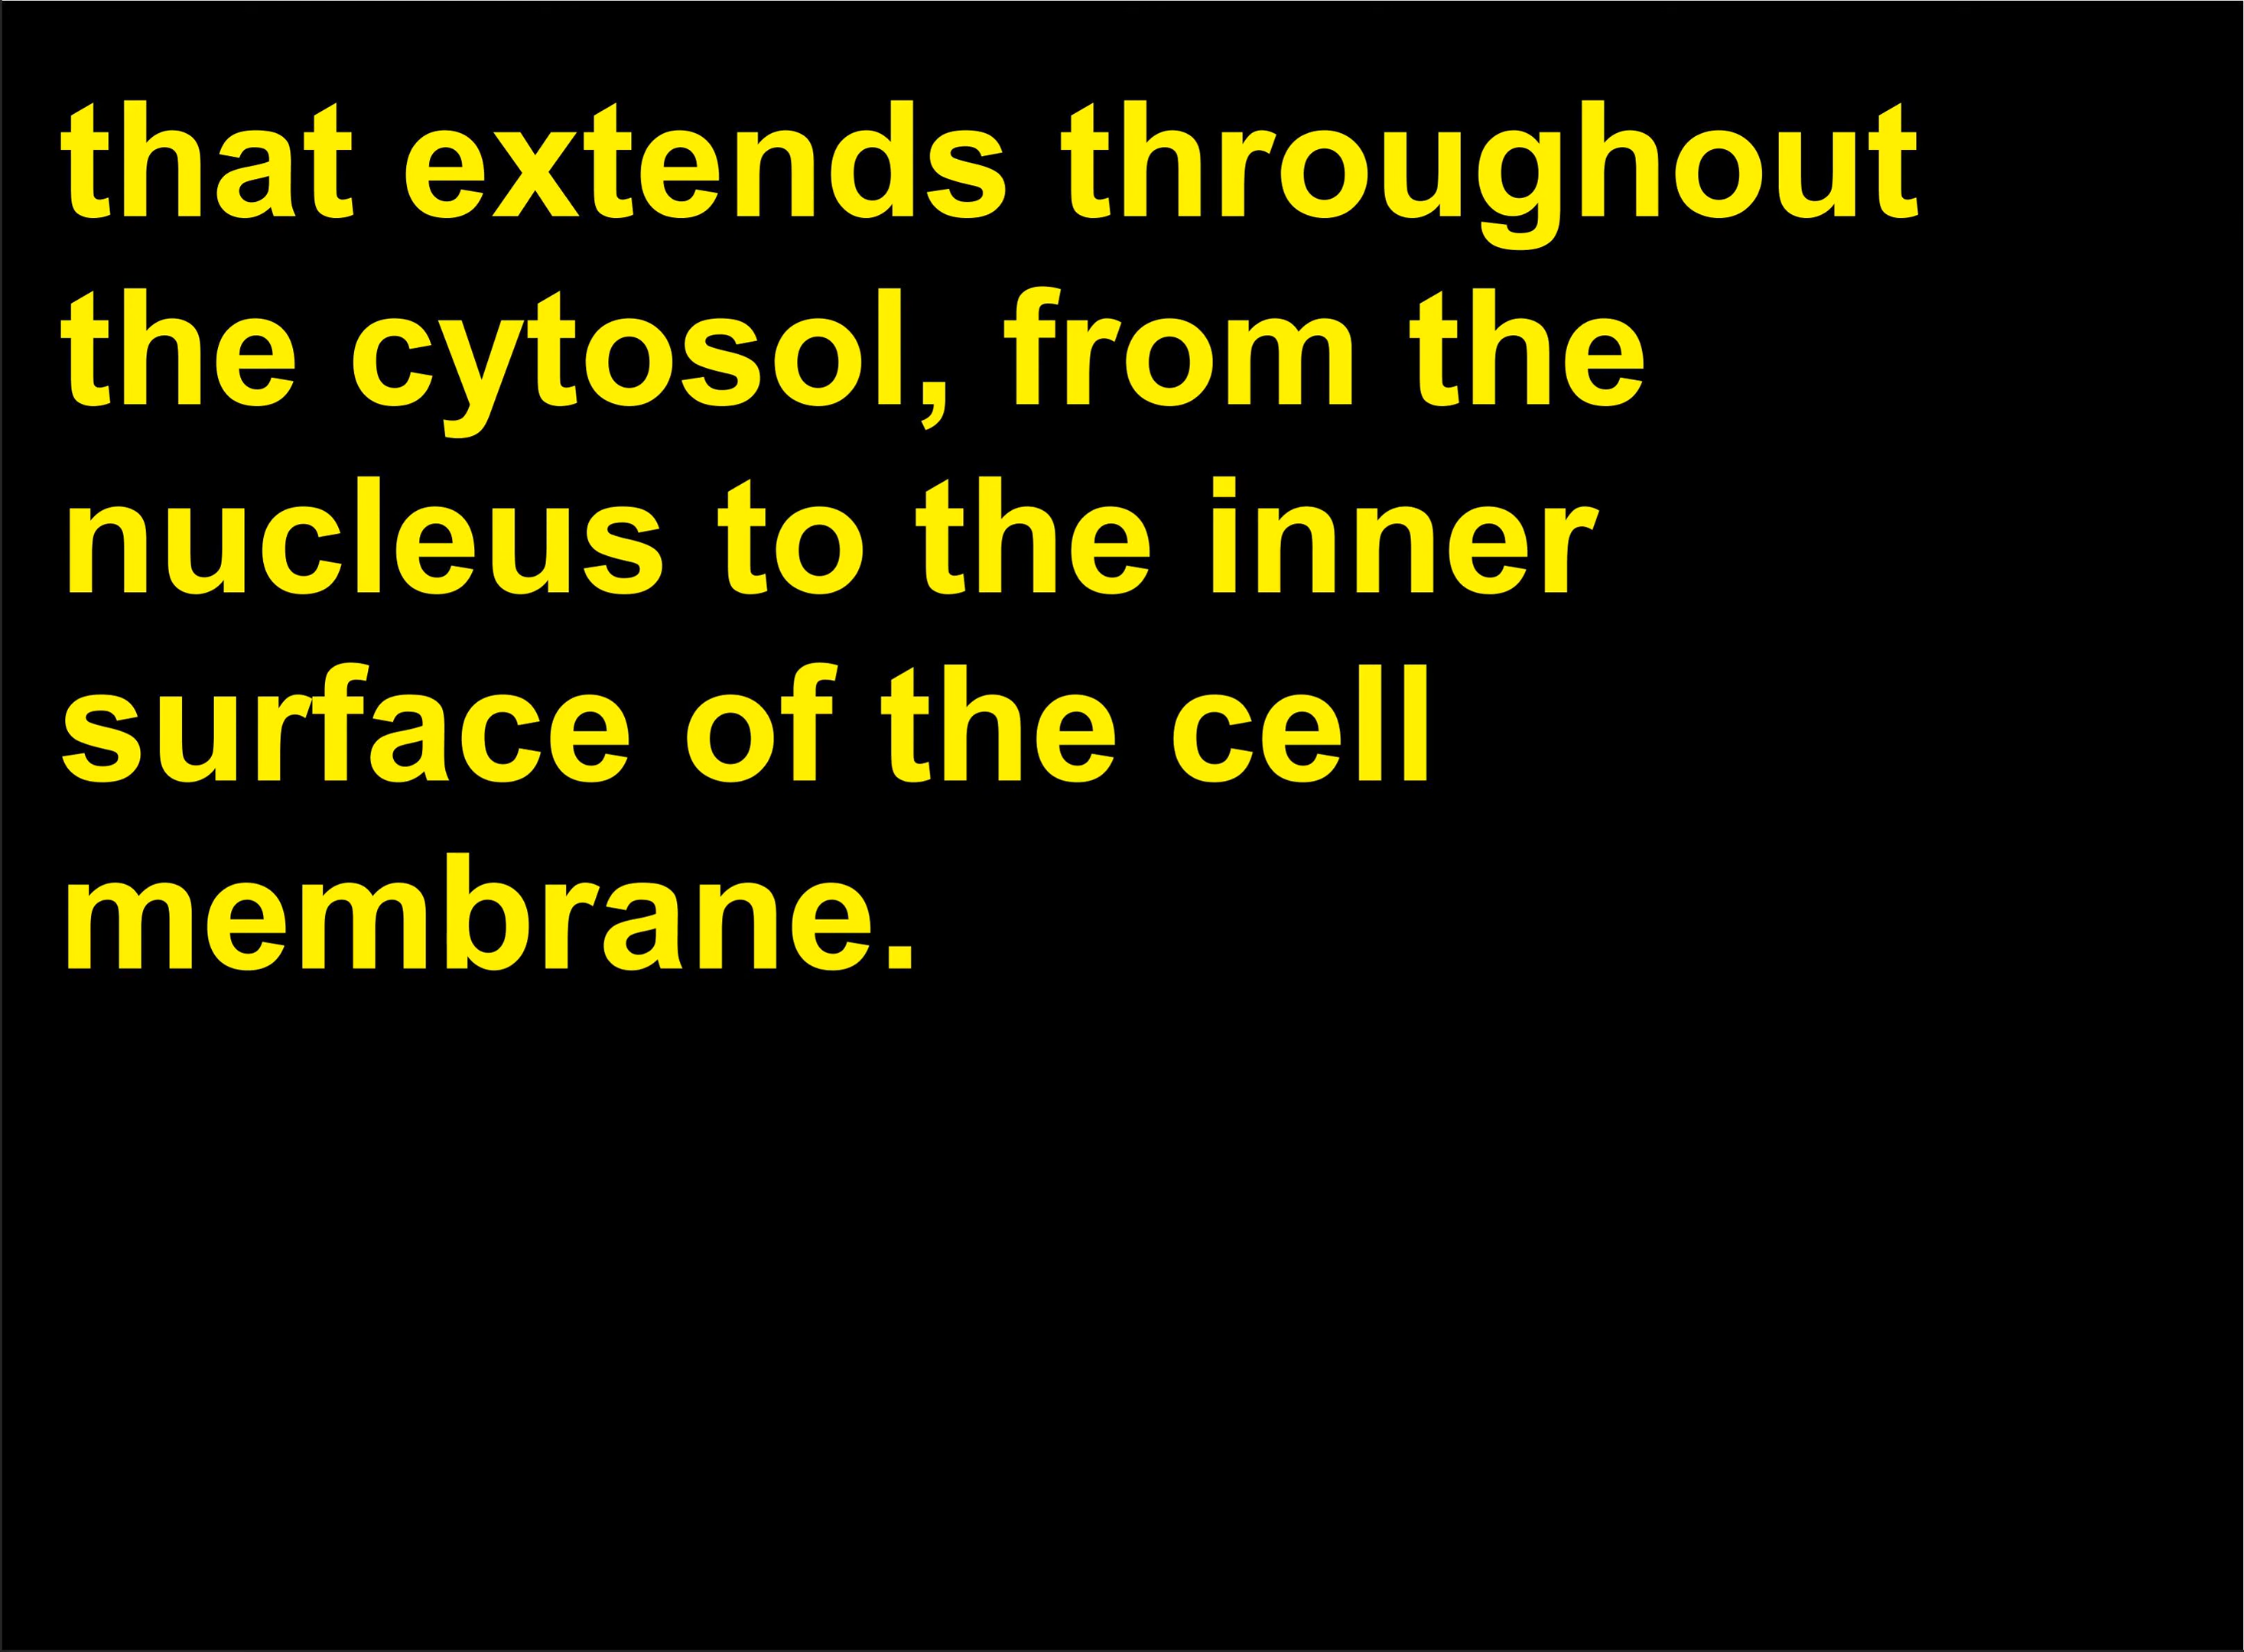 that extends throughout
the cytosol, from the
nucleus to the inner
surface of the cell
membrane.